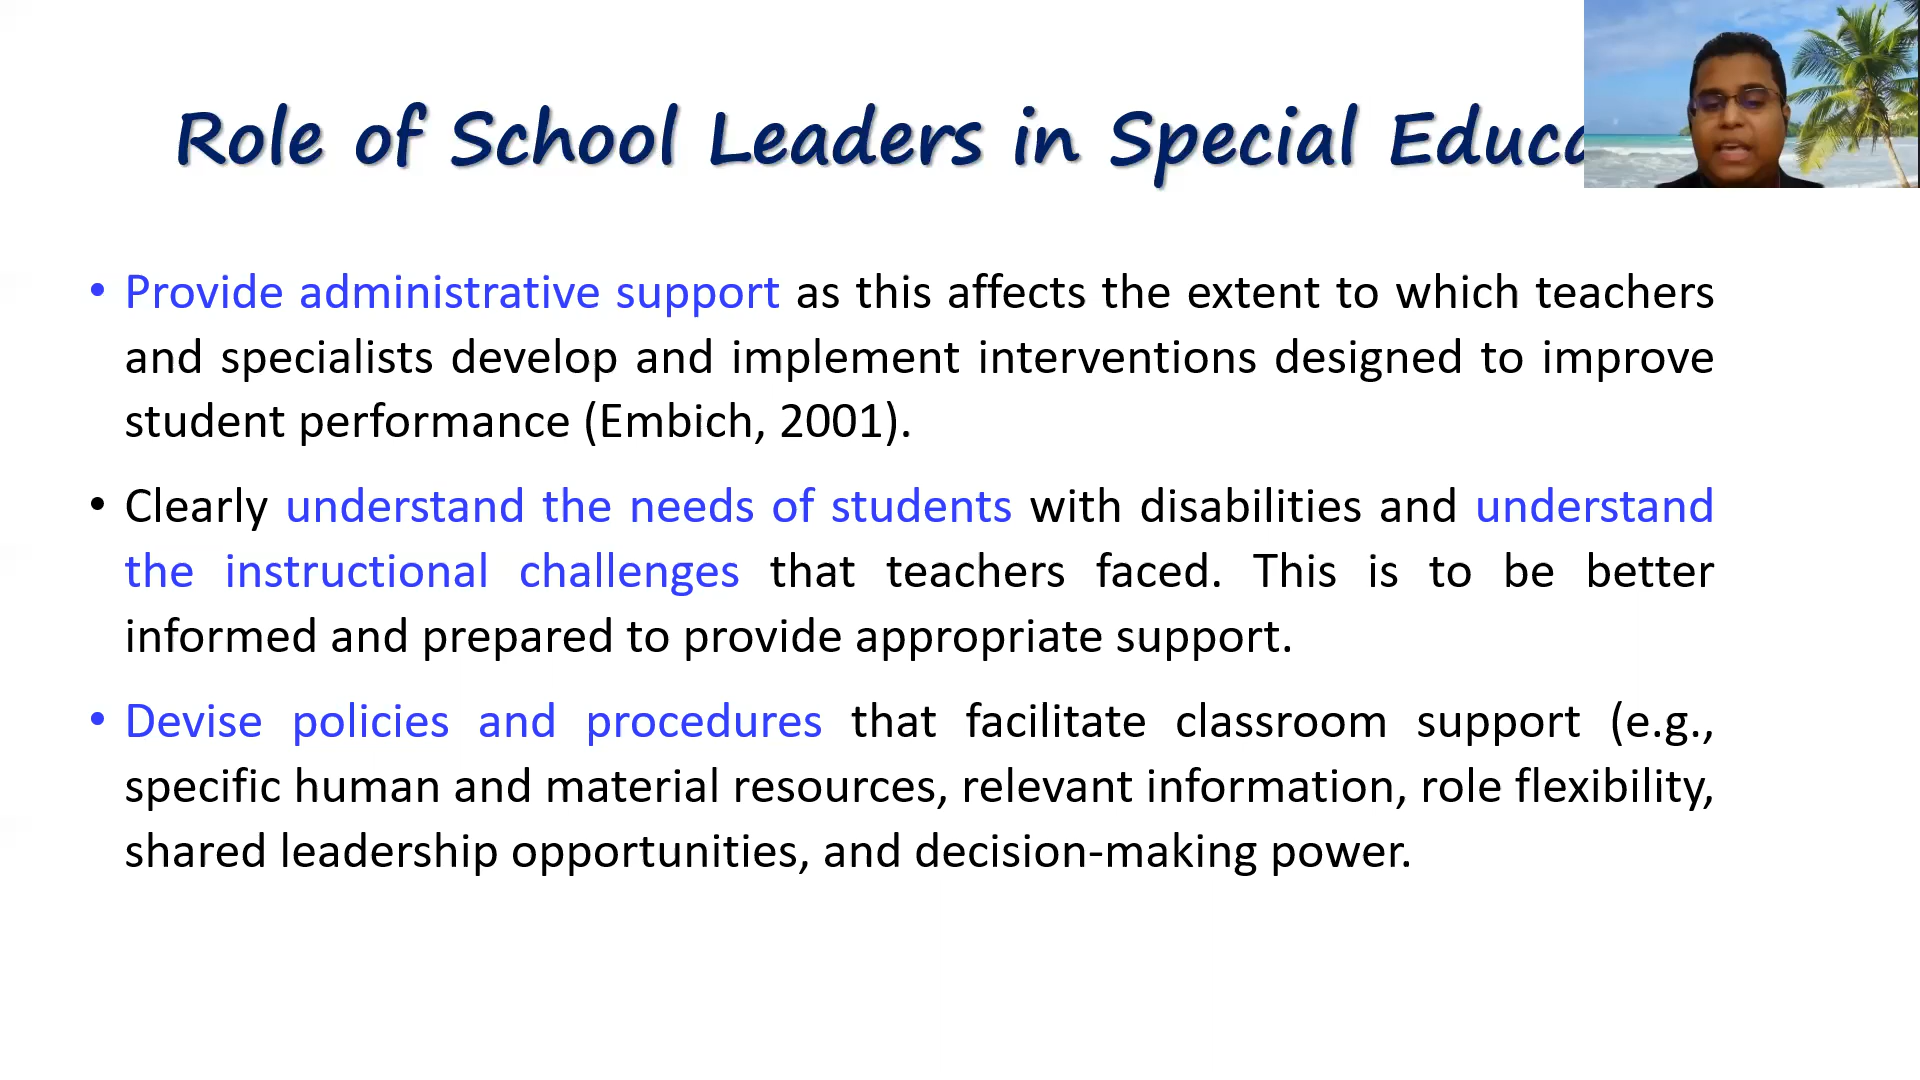 Role of School Leaders in Special Educa
• Provide administrative support as this affects the extent to which teachers
and specialists develop and implement interventions designed to improve
student performance (Embich, 2001).
• Clearly understand the needs of students with disabilities and understand
the instructional challenges that teachers faced. This is to be better
informed and prepared to provide appropriate support.
• Devise policies and procedures that facilitate classroom support (e.g.,
specific human and material resources, relevant information, role flexibility,
shared leadership opportunities, and decision-making power.